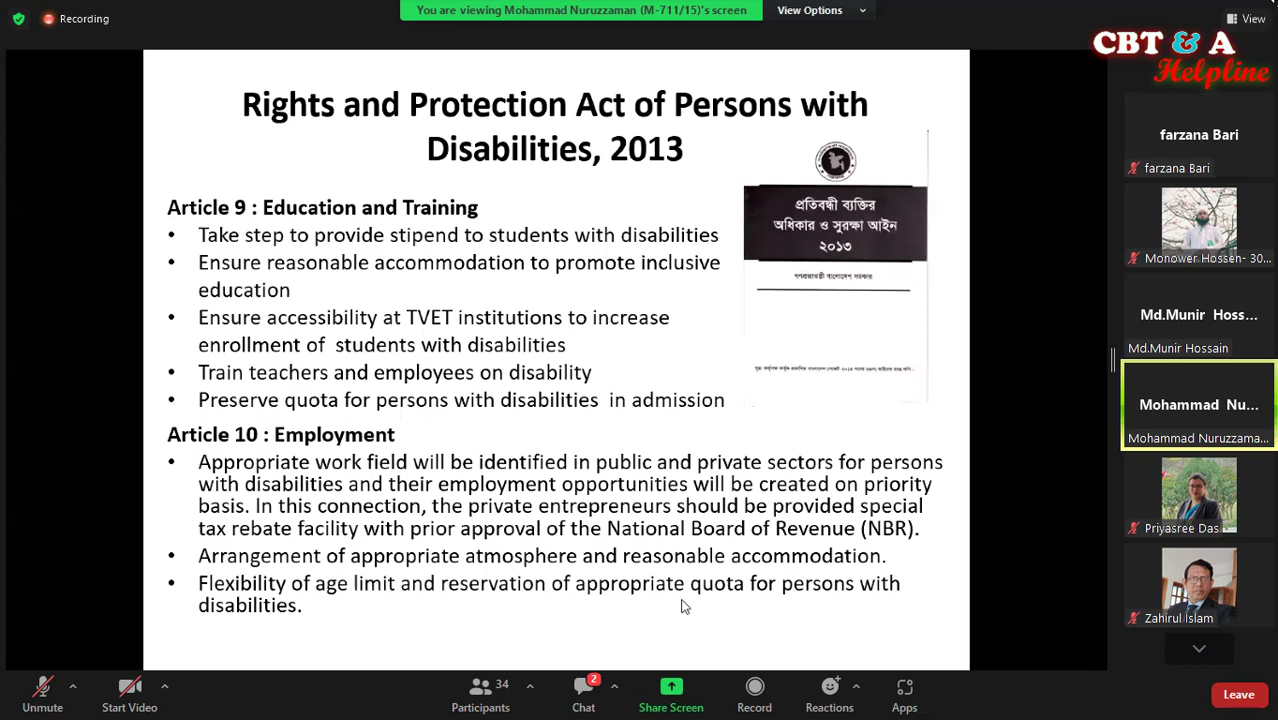 Recording
You are viewing Mohammad Nuruzzaman (M-711/15)'s screen
View Options
View
CBT & A
Helpline
Rights and Protection Act of Persons with
Disabilities, 2013
Article 9 : Education and Training
• Take step to provide stipend to students with disabilities
• Ensure reasonable accommodation to promote inclusive
education
• Ensure accessibility at TVET institutions to increase
enrollment of students with disabilities
• Train teachers and employees on disability
• Preserve quota for persons with disabilities in admission
প্রতিবন্ধী ব্যক্তির
অধিকার ও সুরক্ষা আইন
২০১৩
গণপ্রজাতন্ত্রী বাংলাদেশ সরকার
Article 10 : Employment
• Appropriate work field will be identified in public and private sectors for persons
with disabilities and their employment opportunities will be created on priority
basis. In this connection, the private entrepreneurs should be provided special
tax rebate facility with prior approval of the National Board of Revenue (NBR).
• Arrangement of appropriate atmosphere and reasonable accommodation.
• Flexibility of age limit and reservation of appropriate quota for persons with
disabilities.
farzana Bari
farzana Bari
Monower Hossen- 30...
Md.Munir Hoss...
Md.Munir Hossain
Mohammad Nu...
Mohammad Nuruzzama...
Priyasree Das
Zahirul Islam
Unmute
Start Video
34
Participants
2
Chat
Share Screen
Record
Reactions
Apps
Leave